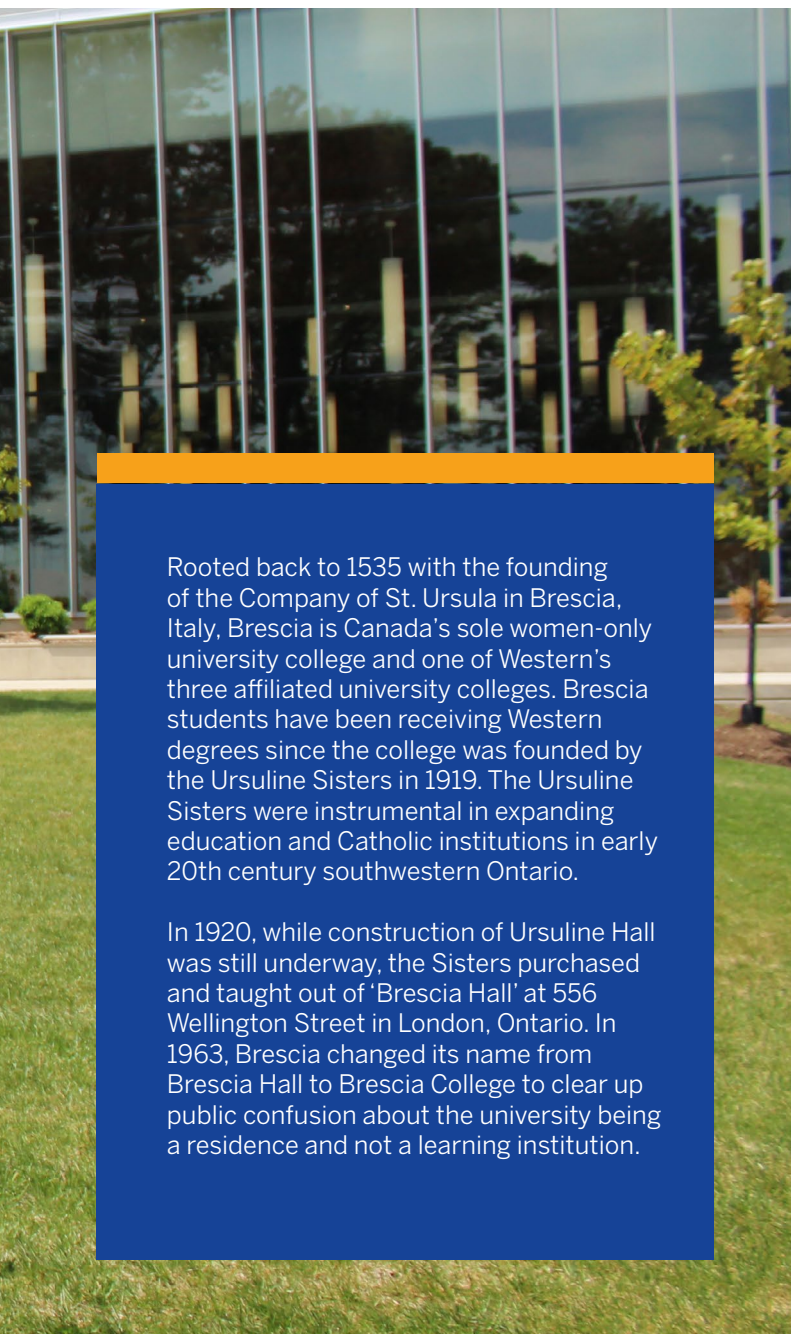 Rooted back to 1535 with the founding
of the Company of St. Ursula in Brescia,
Italy, Brescia is Canada’s sole women-only
university college and one of Western’s
three affiliated university colleges. Brescia
students have been receiving Western
degrees since the college was founded by
the Ursuline Sisters in 1919. The Ursuline
Sisters were instrumental in expanding
education and Catholic institutions in early
20th century southwestern Ontario.
In 1920, while construction of Ursuline Hall
was still underway, the Sisters purchased
and taught out of ‘Brescia Hall’ at 556
Wellington Street in London, Ontario. In
1963, Brescia changed its name from
Brescia Hall to Brescia College to clear up
public confusion about the university being
a residence and not a learning institution.